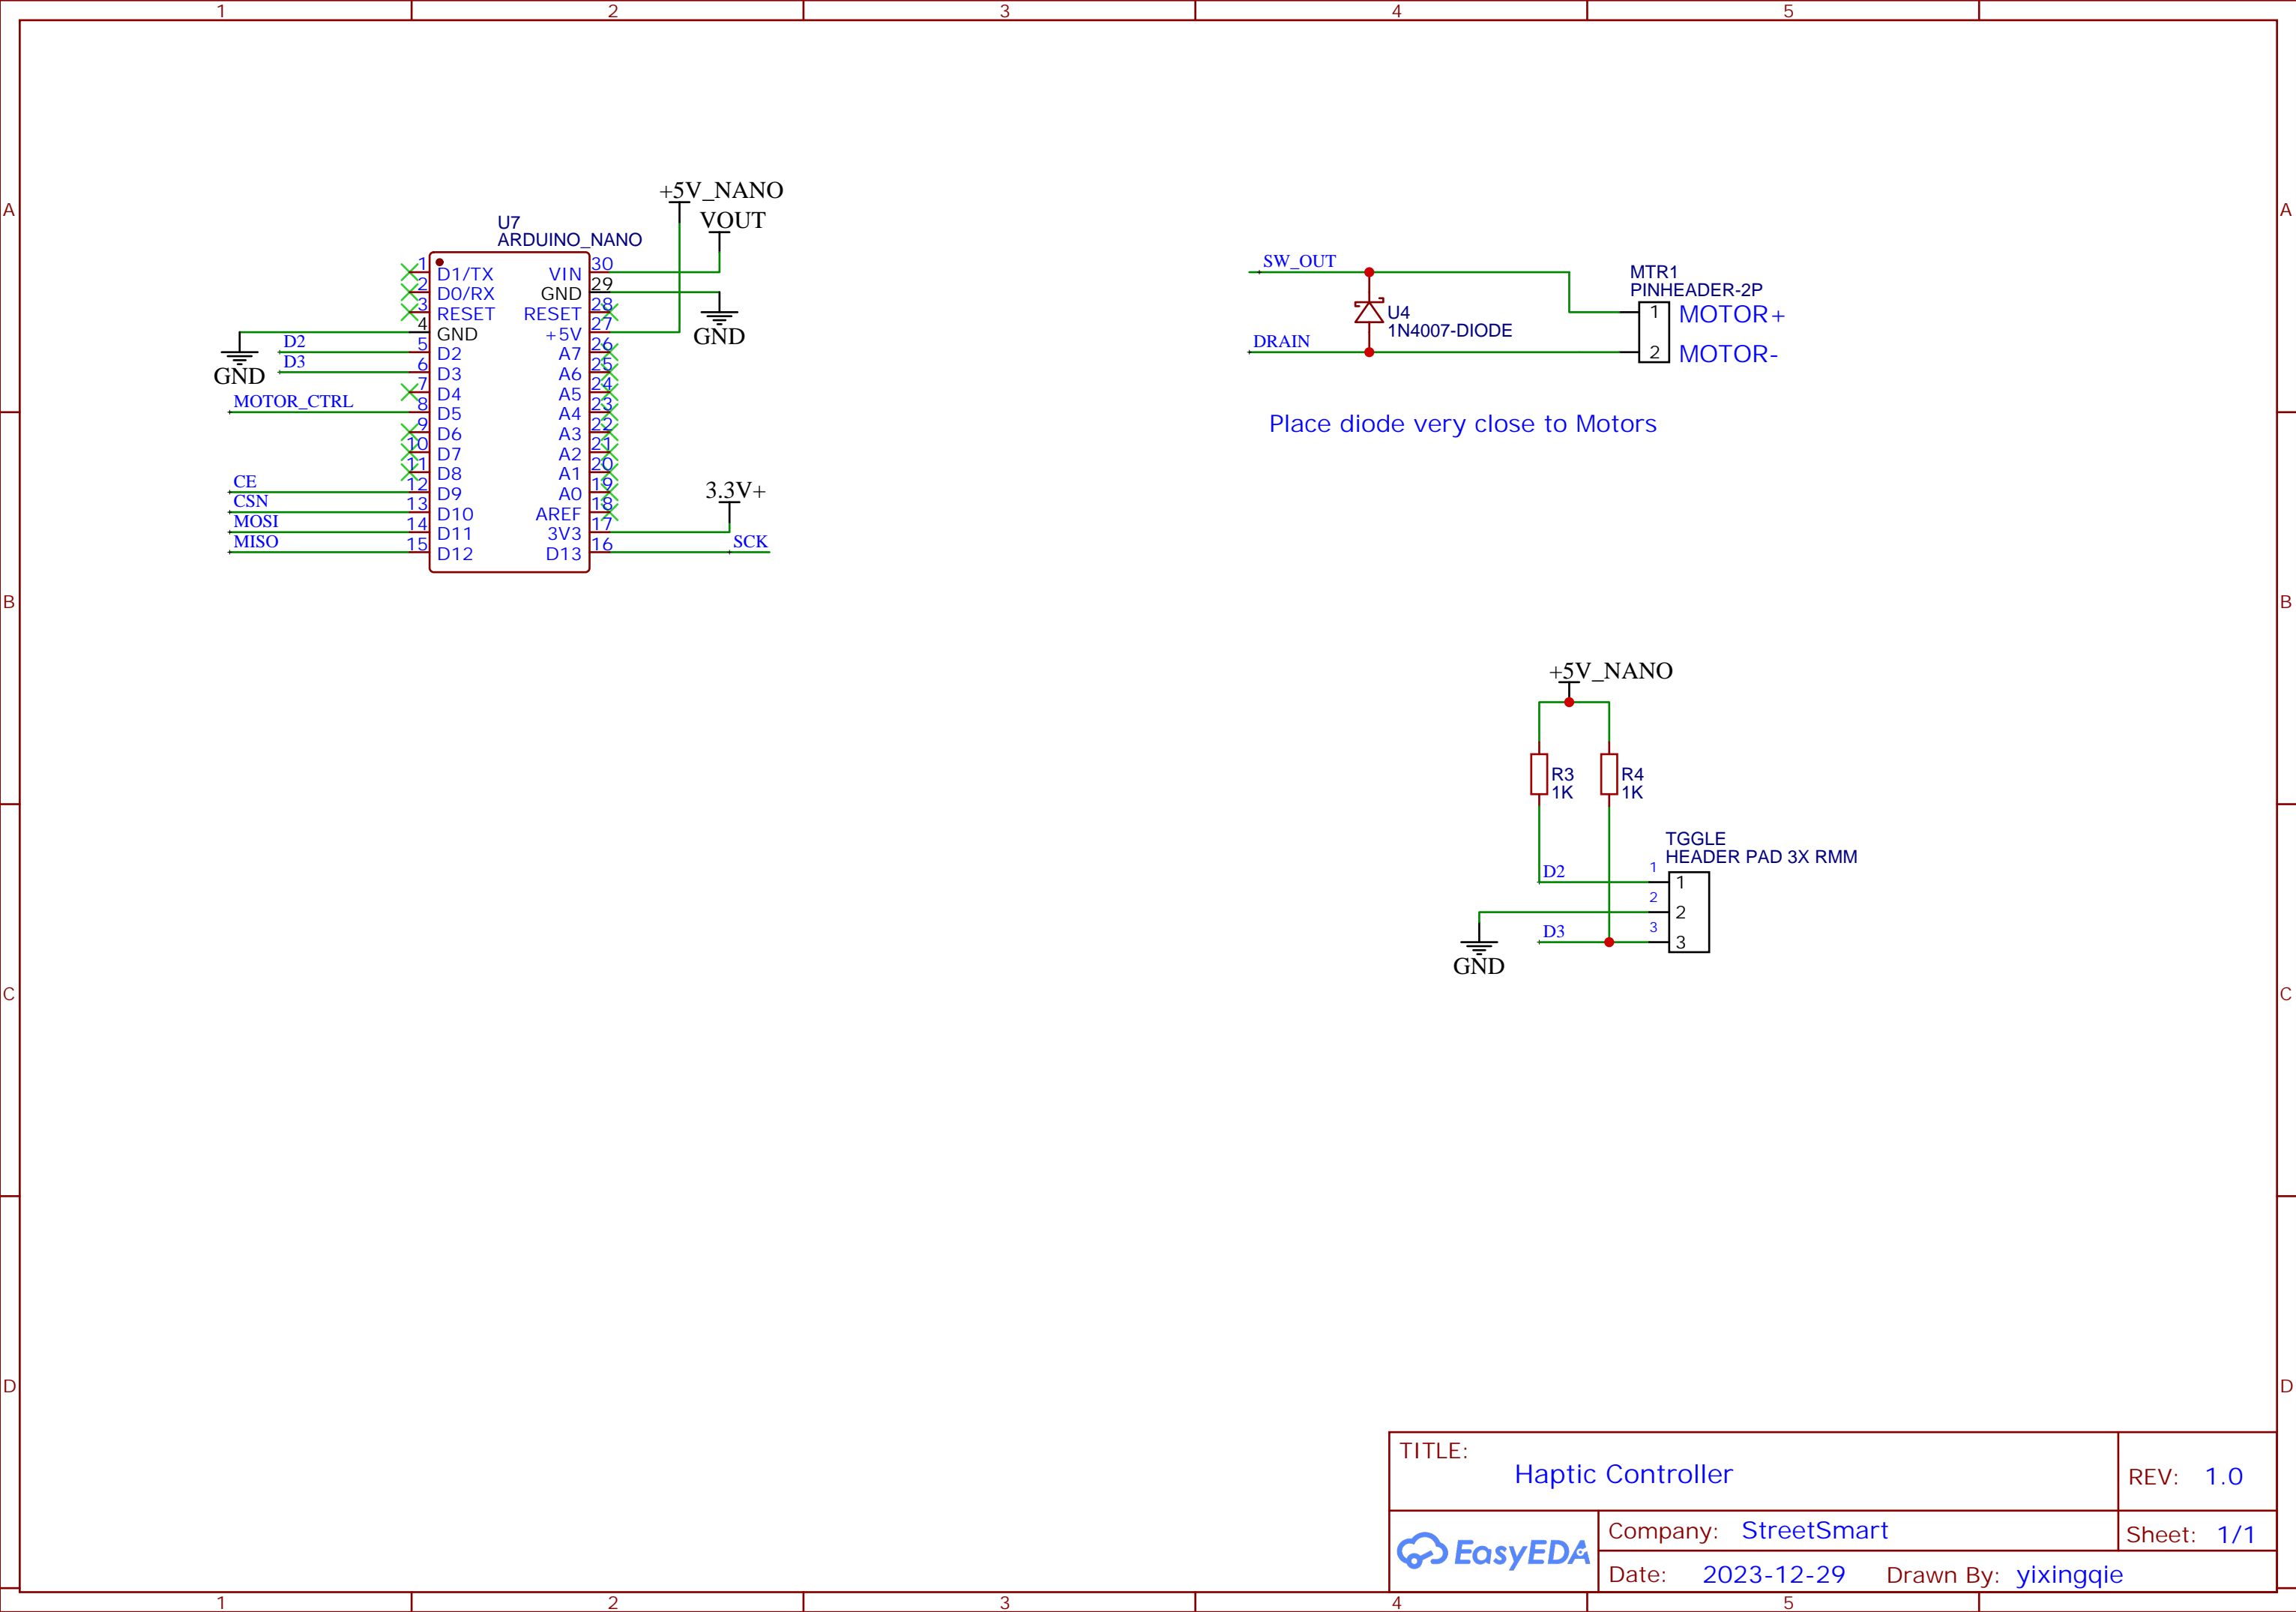 1 2 3 4 5
A A
B B
C C
D D
+5V_NANO
VOUT
U7
ARDUINO_NANO
1 D1/TX VIN 30
2 D0/RX GND 29
3 RESET RESET 28
4 GND +5V 27
5 D2 A7 26
6 D3 A6 25
7 D4 A5 24
8 D5 A4 23
9 D6 A3 22
10 D7 A2 21
11 D8 A1 20
12 D9 A0 19
13 D10 AREF 18
14 D11 3V3 17
15 D12 D13 16
GND
D2
D3
GND
MOTOR_CTRL
CE
CSN
MOSI
MISO
3.3V+
SCK
SW_OUT
DRAIN
U4
1N4007-DIODE
MTR1
PINHEADER-2P
1 MOTOR+
2 MOTOR-
Place diode very close to Motors
+5V_NANO
R3
1K
R4
1K
TGGLE
HEADER PAD 3X RMM
D2 1 1
2 2
D3 3 3
GND
TITLE:
Haptic Controller
REV: 1.0
EasyEDA
Company: StreetSmart
Sheet: 1/1
Date: 2023-12-29 Drawn By: yixingqie
1 2 3 4 5